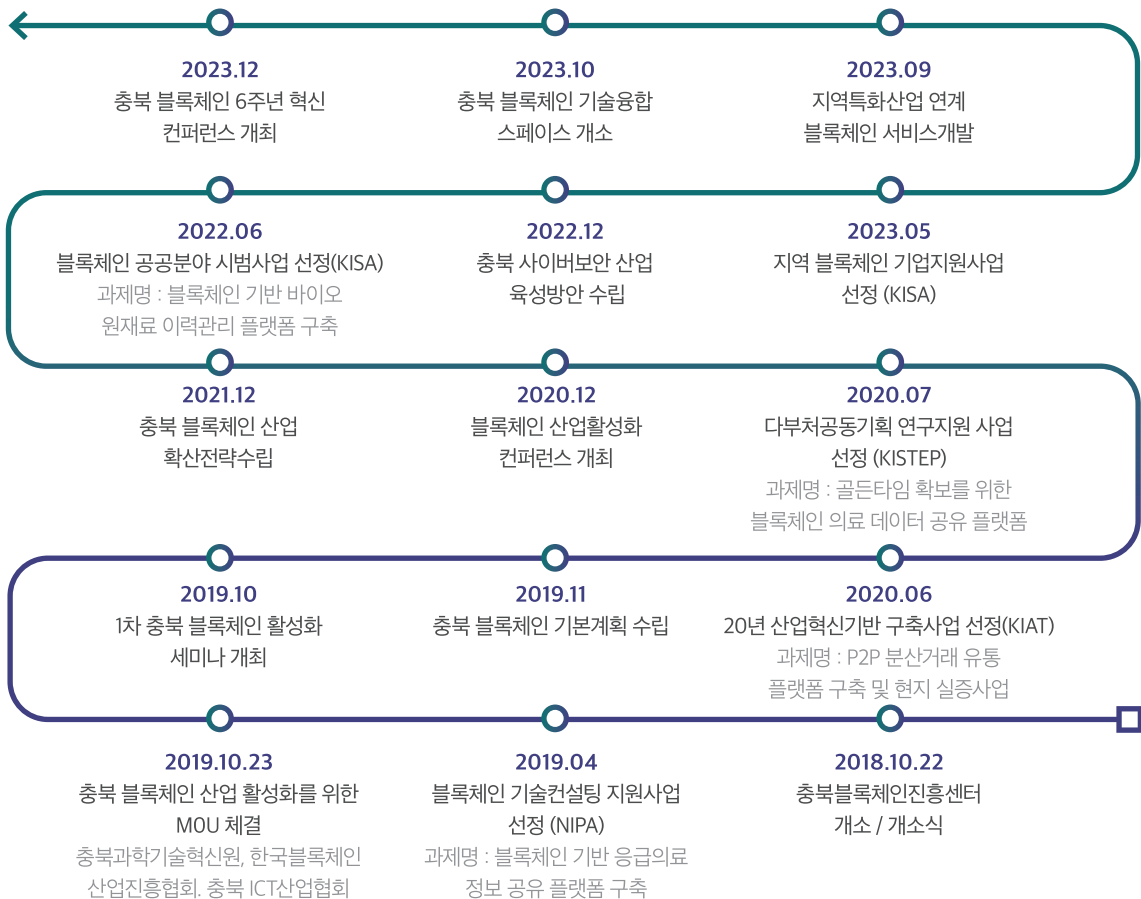 2023.12
충북 블록체인 6주년 혁신
컨퍼런스 개최
2023.10
충북 블록체인 기술융합
스페이스 개소
2023.09
지역특화산업 연계
블록체인 서비스개발
2022.06
블록체인 공공분야 시범사업 선정(KISA)
과제명 : 블록체인 기반 바이오
원재료 이력관리 플랫폼 구축
2022.12
충북 사이버보안 산업
육성방안 수립
2023.05
지역 블록체인 기업지원사업
선정 (KISA)
2021.12
충북 블록체인 산업
확산전략수립
2020.12
블록체인 산업활성화
컨퍼런스 개최
2020.07
다부처공동기획 연구지원 사업
선정 (KISTEP)
과제명 : 골든타임 확보를 위한
블록체인 의료 데이터 공유 플랫폼
2019.10
1차 충북 블록체인 활성화
세미나 개최
2019.11
충북 블록체인 기본계획 수립
2020.06
20년 산업혁신기반 구축사업 선정(KIAT)
과제명 : P2P 분산거래 유통
플랫폼 구축 및 현지 실증사업
2019.10.23
충북 블록체인 산업 활성화를 위한
MOU 체결
충북과학기술혁신원, 한국블록체인
산업진흥협회. 충북 ICT산업협회
2019.04
블록체인 기술컨설팅 지원사업
선정 (NIPA)
과제명 : 블록체인 기반 응급의료
정보 공유 플랫폼 구축
2018.10.22
충북블록체인진흥센터
개소 / 개소식